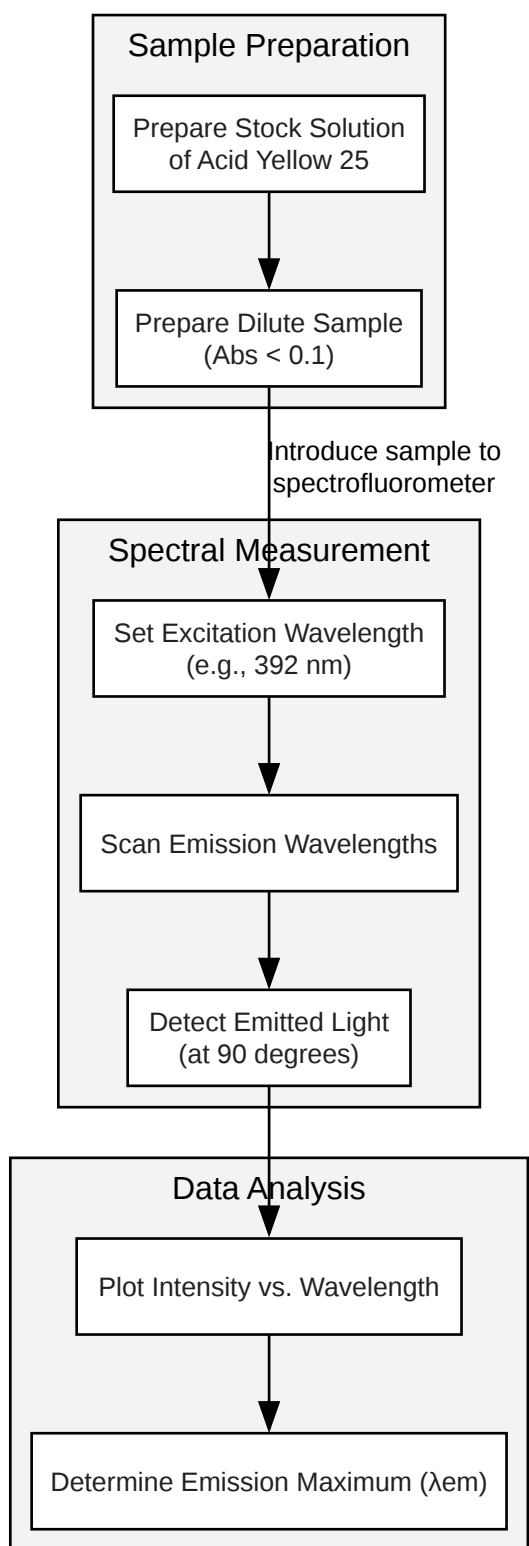 Sample Preparation
Prepare Stock Solution
of Acid Yellow 25
Prepare Dilute Sample
(Abs < 0.1)
Introduce sample to
spectrofluorometer
Spectral Measurement
Set Excitation Wavelength
(e.g., 392 nm)
Scan Emission Wavelengths
Detect Emitted Light
(at 90 degrees)
Data Analysis
Plot Intensity vs. Wavelength
Determine Emission Maximum (λem)